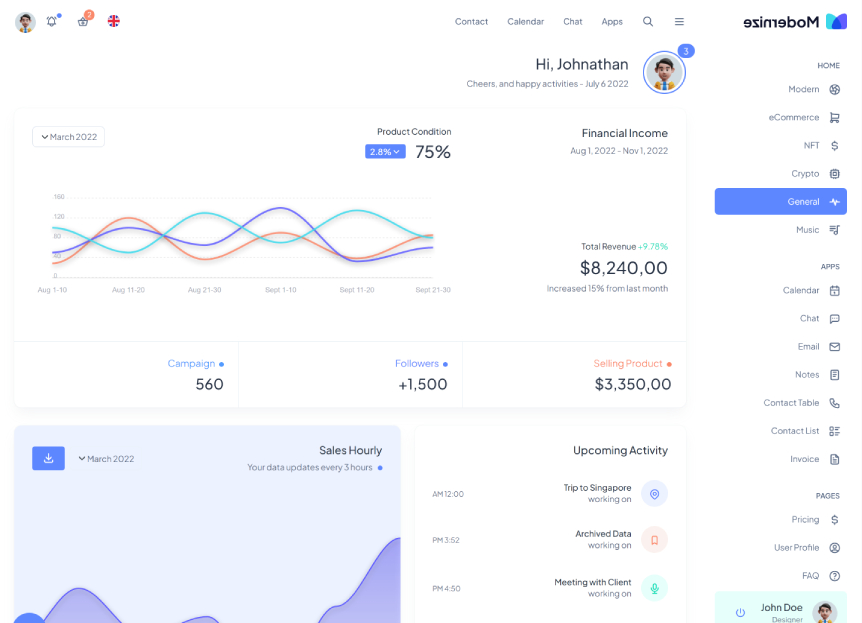 Modernize
2
Contact
Calendar
Chat
Apps
HOME
Modern
eCommerce
NFT
Crypto
General
Music
APPS
Calendar
Chat
Email
Notes
Contact Table
Contact List
Invoice
PAGES
Pricing
User Profile
FAQ
John Doe
Designer
3
Hi, Johnathan
Cheers, and happy activities - July 6 2022
March 2022
Product Condition
2.8%
75%
Financial Income
Aug 1, 2022 - Nov 1, 2022
160
120
80
40
0
Aug 1-10
Aug 11-20
Aug 21-30
Sept 1-10
Sept 11-20
Sept 21-30
Total Revenue +9.78%
$8,240,00
Increased 15% from last month
Campaign
560
Followers
+1,500
Selling Product
$3,350,00
March 2022
Sales Hourly
Your data updates every 3 hours
Upcoming Activity
AM 12:00
Trip to Singapore
working on
PM 3:52
Archived Data
working on
PM 4:50
Meeting with Client
working on